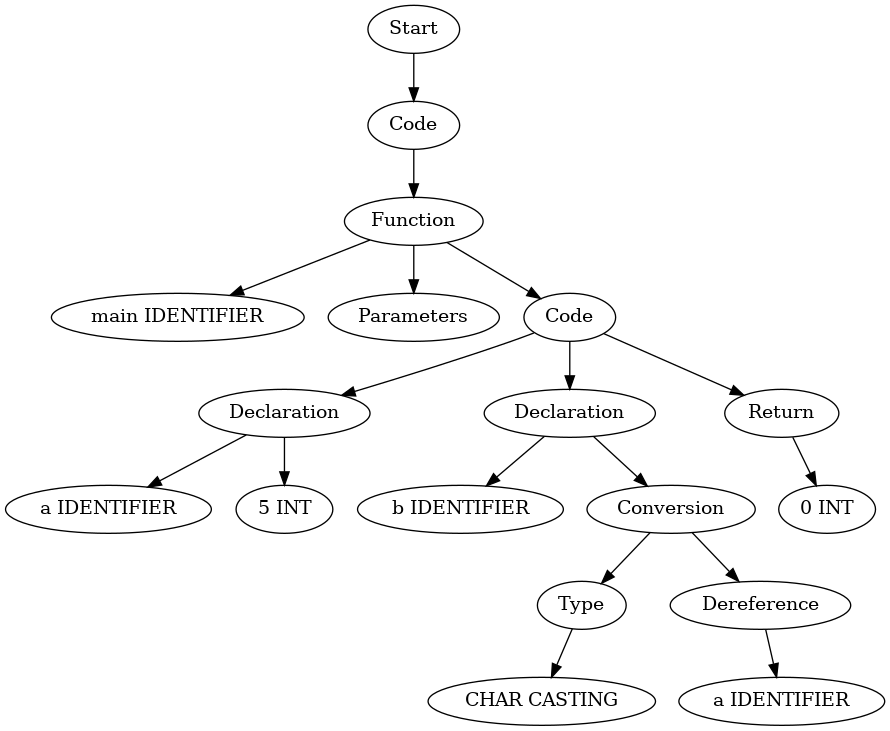 Start
Code
Function
main IDENTIFIER
Parameters
Code
Declaration
Declaration
Return
a IDENTIFIER
5 INT
b IDENTIFIER
Conversion
0 INT
Type
Dereference
CHAR CASTING
a IDENTIFIER